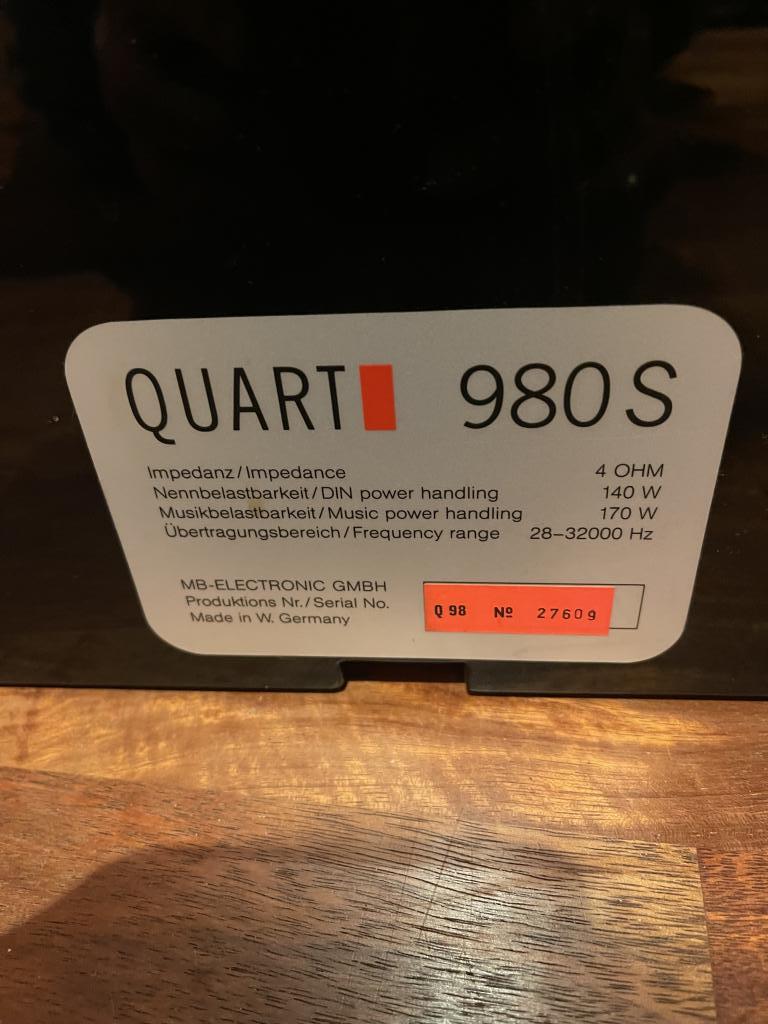 QUART 980 S
Impedanz/Impedance 4 OHM
Nennbelastbarkeit/DIN power handling 140 W
Musikbelastbarkeit/Music power handling 170 W
Übertragungsbereich/Frequency range 28–32000 Hz
MB-ELECTRONIC GMBH
Produktions Nr./Serial No.
Made in W. Germany
Q 98 Nº 27609